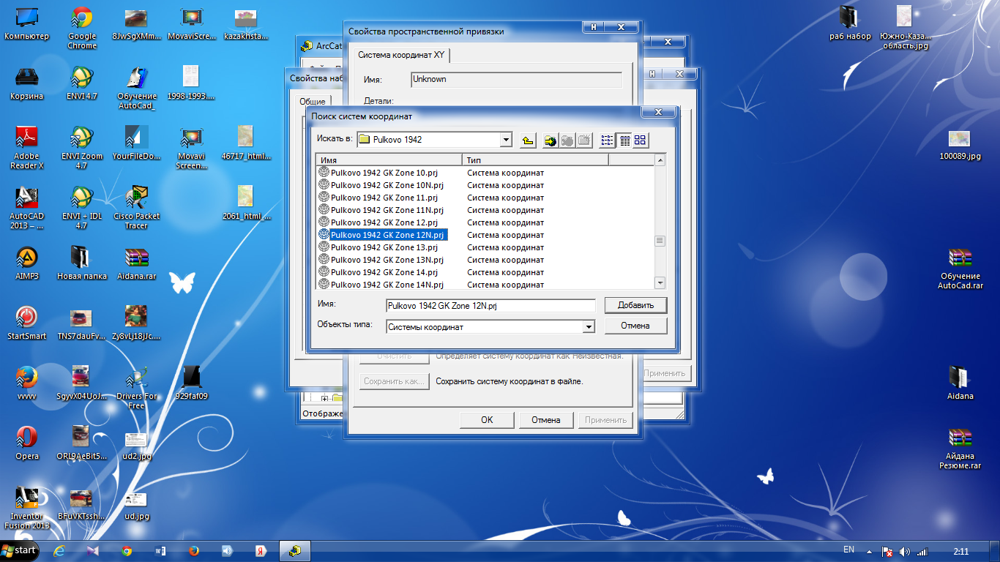 Компьютер
Google Chrome
8JwSgXMm...
MovaviScre...
kazakhsta...
раб набор
Южно-Каза... область.jpg
Корзина
ENVI 4.7
Обучение AutoCad_
1998-1993....
Adobe Reader X
ENVI Zoom 4.7
YourFileDo...
Movavi Screen...
46717_html...
100089.jpg
AutoCAD 2013 – ...
ENVI + IDL 4.7
Cisco Packet Tracer
2061_html_...
AIMP3
Новая папка
Aidana.rar
Обучение AutoCad.rar
StartSmart
TNS7dauFv...
Zy8vLj18jJc....
vvvv
SgyvX04UoJ...
Drivers For Free
929faf09
Aidana
Opera
ORL9AeBit5...
ud2.jpg
Айдана Резюме.rar
Inventor Fusion 2013
BFuVKTssh...
ud.jpg
ArcCat
Свойства наб
Общие
Свойства пространственной привязки
Система координат XY
Имя:
Unknown
Детали:
Поиск систем координат
Искать в:
Pulkovo 1942
Имя
Тип
Pulkovo 1942 GK Zone 10.prj Система координат
Pulkovo 1942 GK Zone 10N.prj Система координат
Pulkovo 1942 GK Zone 11.prj Система координат
Pulkovo 1942 GK Zone 11N.prj Система координат
Pulkovo 1942 GK Zone 12.prj Система координат
Pulkovo 1942 GK Zone 12N.prj Система координат
Pulkovo 1942 GK Zone 13.prj Система координат
Pulkovo 1942 GK Zone 13N.prj Система координат
Pulkovo 1942 GK Zone 14.prj Система координат
Pulkovo 1942 GK Zone 14N.prj Система координат
Имя:
Pulkovo 1942 GK Zone 12N.prj
Добавить
Объекты типа:
Системы координат
Отмена
Очистить
Определяет систему координат как Неизвестная.
Сохранить как...
Сохранить систему координат в файле.
Применить
Отображе
OK
Отмена
Применить
start
EN
2:11